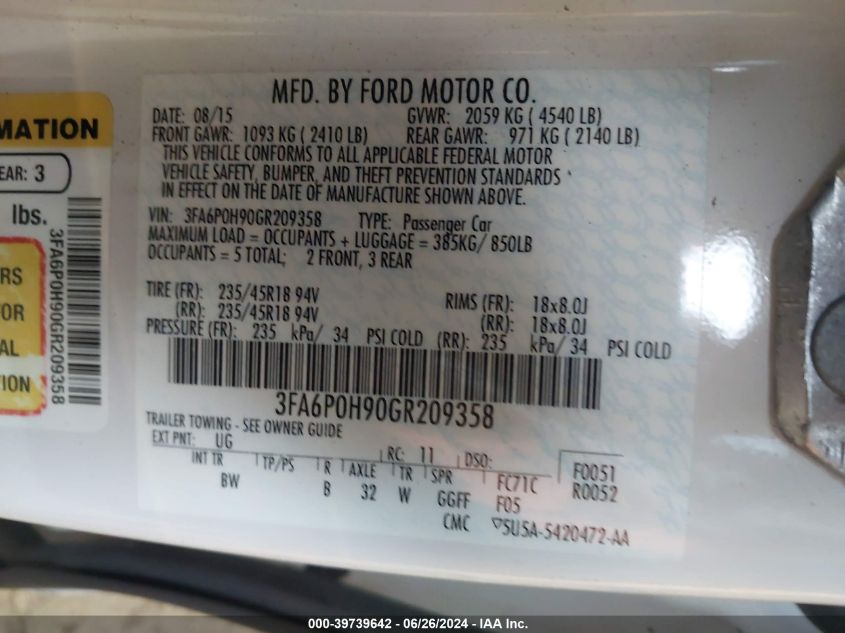 MFD. BY FORD MOTOR CO.
DATE: 08/15 GVWR: 2059 KG ( 4540 LB)
FRONT GAWR: 1093 KG ( 2410 LB) REAR GAWR: 971 KG ( 2140 LB)
THIS VEHICLE CONFORMS TO ALL APPLICABLE FEDERAL MOTOR
VEHICLE SAFETY, BUMPER, AND THEFT PREVENTION STANDARDS
IN EFFECT ON THE DATE OF MANUFACTURE SHOWN ABOVE.
VIN: 3FA6P0H90GR209358 TYPE: Passenger Car
MAXIMUM LOAD = OCCUPANTS + LUGGAGE = 385KG/ 850LB
OCCUPANTS = 5 TOTAL; 2 FRONT, 3 REAR
TIRE (FR): 235/45R18 94V RIMS (FR): 18x8.0J
(RR): 235/45R18 94V (RR): 18x8.0J
PRESSURE (FR): 235 kPa/ 34 PSI COLD (RR): 235 kPa/ 34 PSI COLD
3FA6P0H90GR209358
TRAILER TOWING - SEE OWNER GUIDE
EXT PNT: UG RC: 11 DSO: F0051
INT TR TP/PS R AXLE TR SPR FC71C R0052
BW B 32 W GGFF F05
CMC ▽5U5A-5420472-AA
MATION
EAR: 3
lbs.
ERS
FOR
AL
TION
3FA6P0H90GR209358
000-39739642 - 06/26/2024 - IAA Inc.